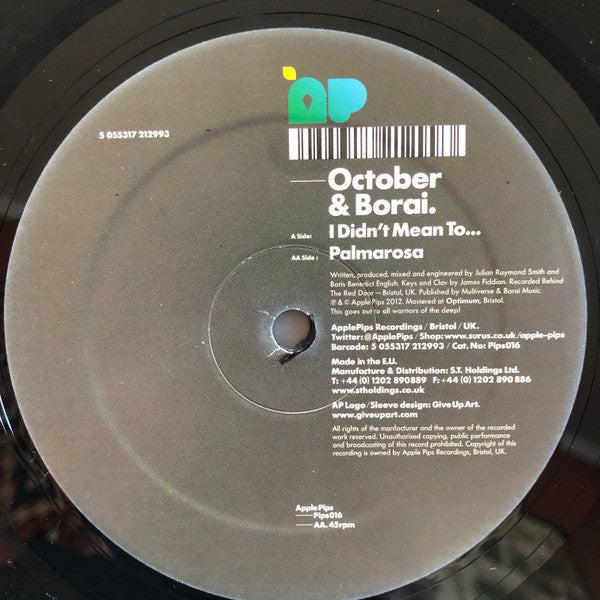 AP
5 055317 212993
October
& Borai.
A Side: I Didn't Mean To...
AA Side: Palmarosa
Written, produced, mixed and engineered by Julian Raymond Smith and
Boris Benedict English. Keys and Clav by James Fiddian. Recorded Behind
The Red Door – Bristol, UK. Published by Multiverse & Borai Music.
℗ & © Apple Pips 2012. Mastered at Optimum, Bristol.
This goes out to all warriors of the deep!
ApplePips Recordings / Bristol / UK.
Twitter: @ApplePips / Shop: www.surus.co.uk/apple-pips
Barcode: 5 055317 212993 / Cat. No: Pips016
Made in the E.U.
Manufacture & Distribution: S.T. Holdings Ltd.
T: +44 (0) 1202 890889 F: +44 (0) 1202 890 886
www.stholdings.co.uk
AP Logo / Sleeve design: Give Up Art.
www.giveupart.com
All rights of the manfacturer and the owner of the recorded
work reserved. Unauthorised copying, public performance
and broadcasting of this record prohibited. Copyright of this
recording is owned by Apple Pips Recordings, Bristol, UK.
Apple Pips
Pips016
AA. 45rpm